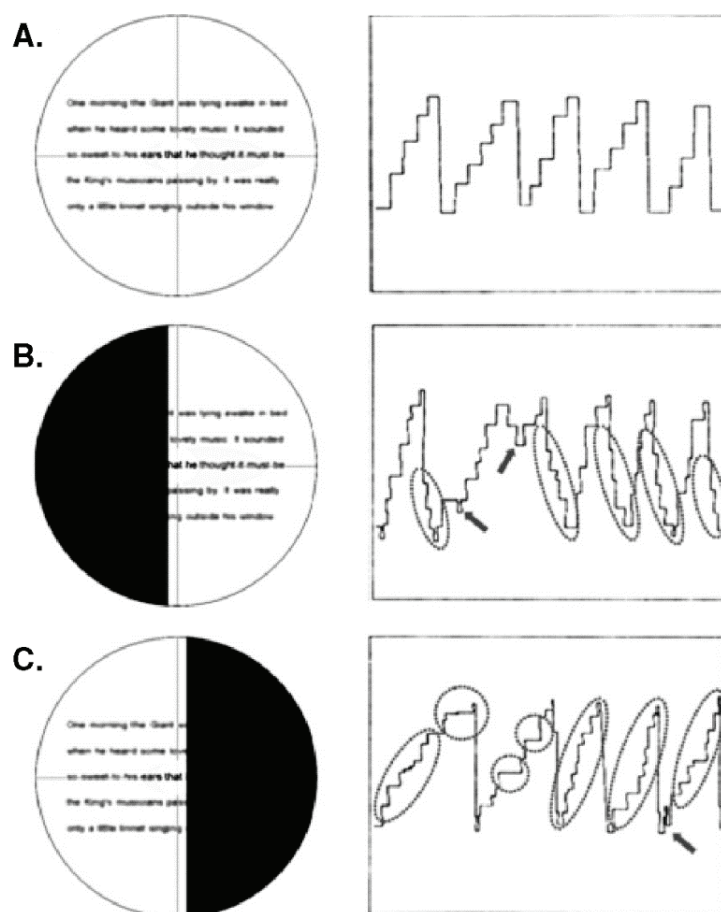 A.
One morning the Giant was lying awake in bed
when he heard some lovely music. It sounded
so sweet to his ears that he thought it must be
the King's musicians passing by. It was really
only a little linnet singing outside his window
B.
was lying awake in bed
lovely music. It sounded
that he thought it must be
passing by. It was really
ng outside his window
C.
One morning the Giant w
when he heard some love
so sweet to his ears that
the King's musicians pass
only a little linnet singing